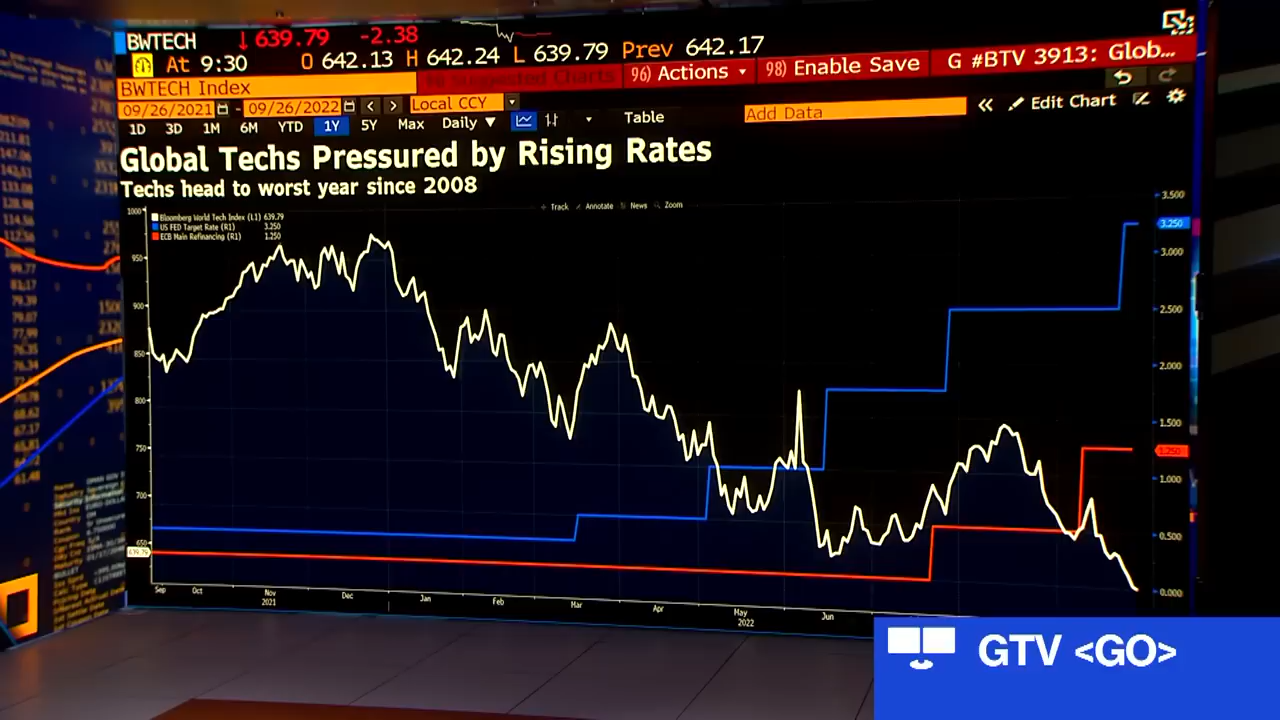 BWTECH ↓ 639.79 -2.38
At 9:30 O 642.13 H 642.24 L 639.79 Prev 642.17
BWTECH Index 96) Actions 98) Enable Save G #BTV 3913: Glob...
09/26/2021 - 09/26/2022 Local CCY Add Data Edit Chart
1D 3D 1M 6M YTD 1Y 5Y Max Daily Table
Global Techs Pressured by Rising Rates
Techs head to worst year since 2008
Track Annotate News Zoom
Bloomberg World Tech Index (L1) 639.79
US FED Target Rate (R1) 3.250
ECB Main Refinancing (R1) 1.250
1000
950
900
850
800
750
700
650
639.79
3.500
3.250
3.000
2.500
2.000
1.500
1.250
1.000
0.500
0.000
Sep Oct Nov Dec Jan Feb Mar Apr May Jun
2021 2022
GTV <GO>